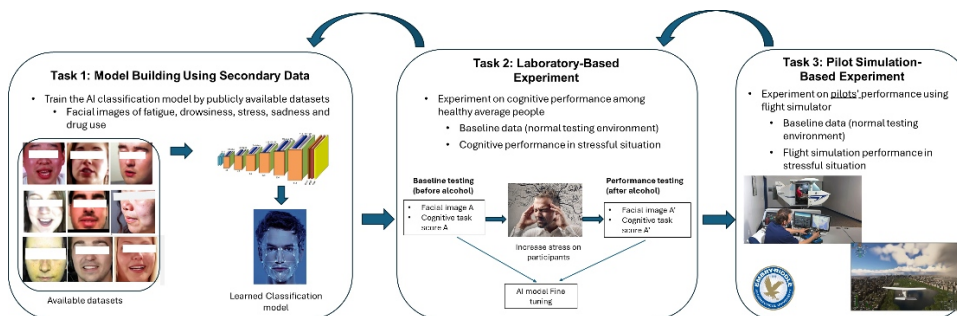 Task 1: Model Building Using Secondary Data
• Train the AI classification model by publicly available datasets
• Facial images of fatigue, drowsiness, stress, sadness and
drug use
Available datasets
Learned Classification
model
Task 2: Laboratory-Based
Experiment
• Experiment on cognitive performance among
healthy average people
• Baseline data (normal testing environment)
• Cognitive performance in stressful situation
Baseline testing
(before alcohol)
• Facial image A
• Cognitive task
score A
Increase stress on
participants
Performance testing
(after alcohol)
• Facial image A'
• Cognitive task
score A'
AI model Fine
tuning
Task 3: Pilot Simulation-
Based Experiment
• Experiment on pilots' performance using
flight simulator
• Baseline data (normal testing
environment)
• Flight simulation performance in
stressful situation
EMBRY-RIDDLE